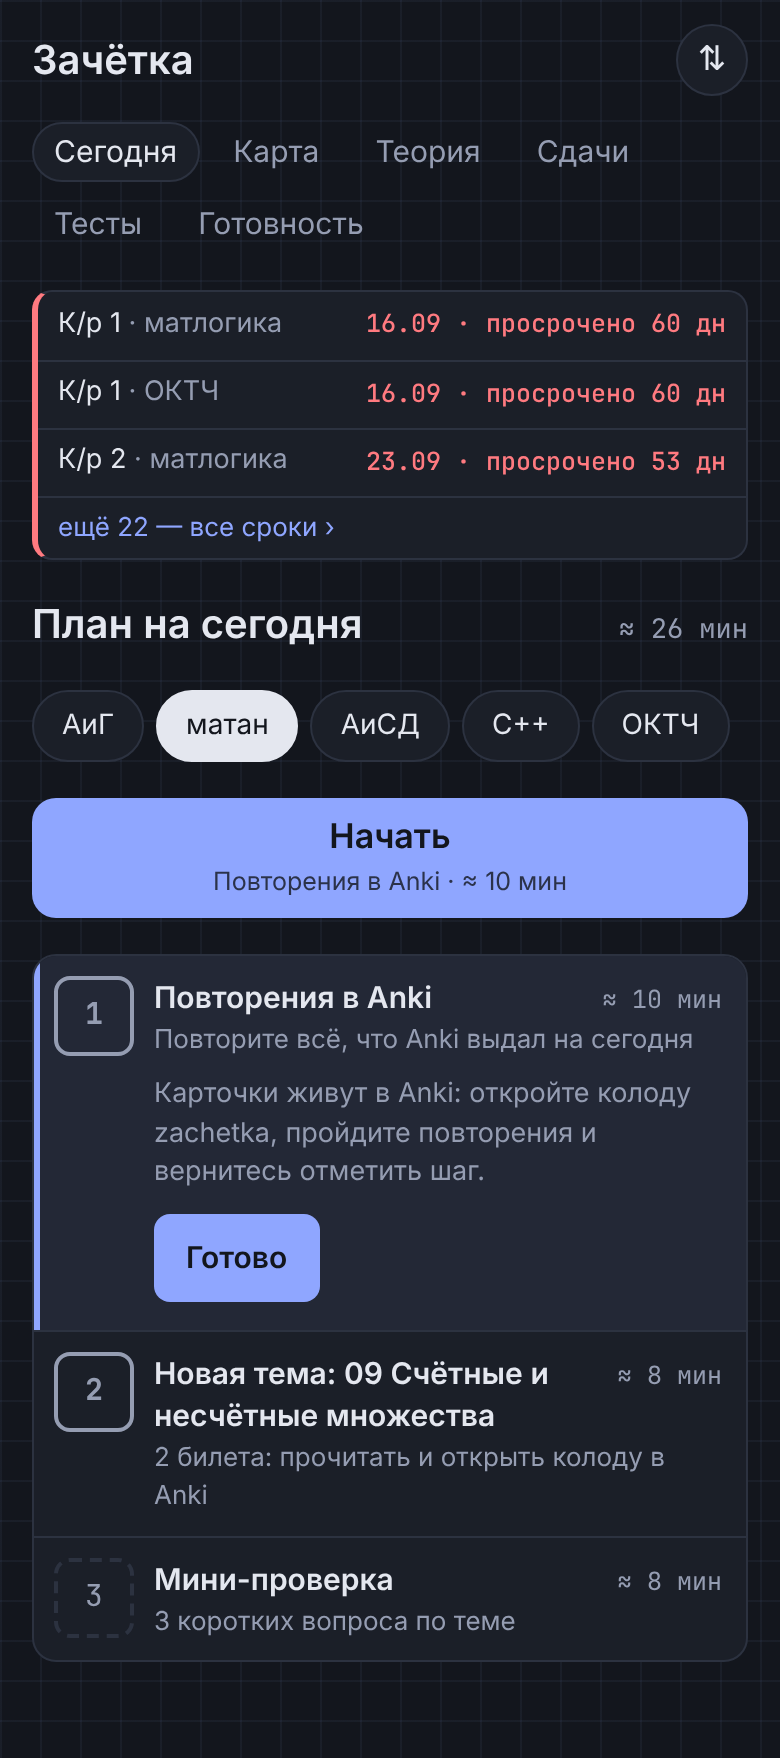 Зачётка
⇅
Сегодня Карта Теория Сдачи
Тесты Готовность
К/р 1 · матлогика 16.09 · просрочено 60 дн
К/р 1 · ОКТЧ 16.09 · просрочено 60 дн
К/р 2 · матлогика 23.09 · просрочено 53 дн
ещё 22 — все сроки ›
План на сегодня ≈ 26 мин
АиГ матан АиСД C++ ОКТЧ
Начать
Повторения в Anki · ≈ 10 мин
1 Повторения в Anki ≈ 10 мин
Повторите всё, что Anki выдал на сегодня
Карточки живут в Anki: откройте колоду
zachetka, пройдите повторения и
вернитесь отметить шаг.
Готово
2 Новая тема: 09 Счётные и ≈ 8 мин
несчётные множества
2 билета: прочитать и открыть колоду в
Anki
3 Мини-проверка ≈ 8 мин
3 коротких вопроса по теме